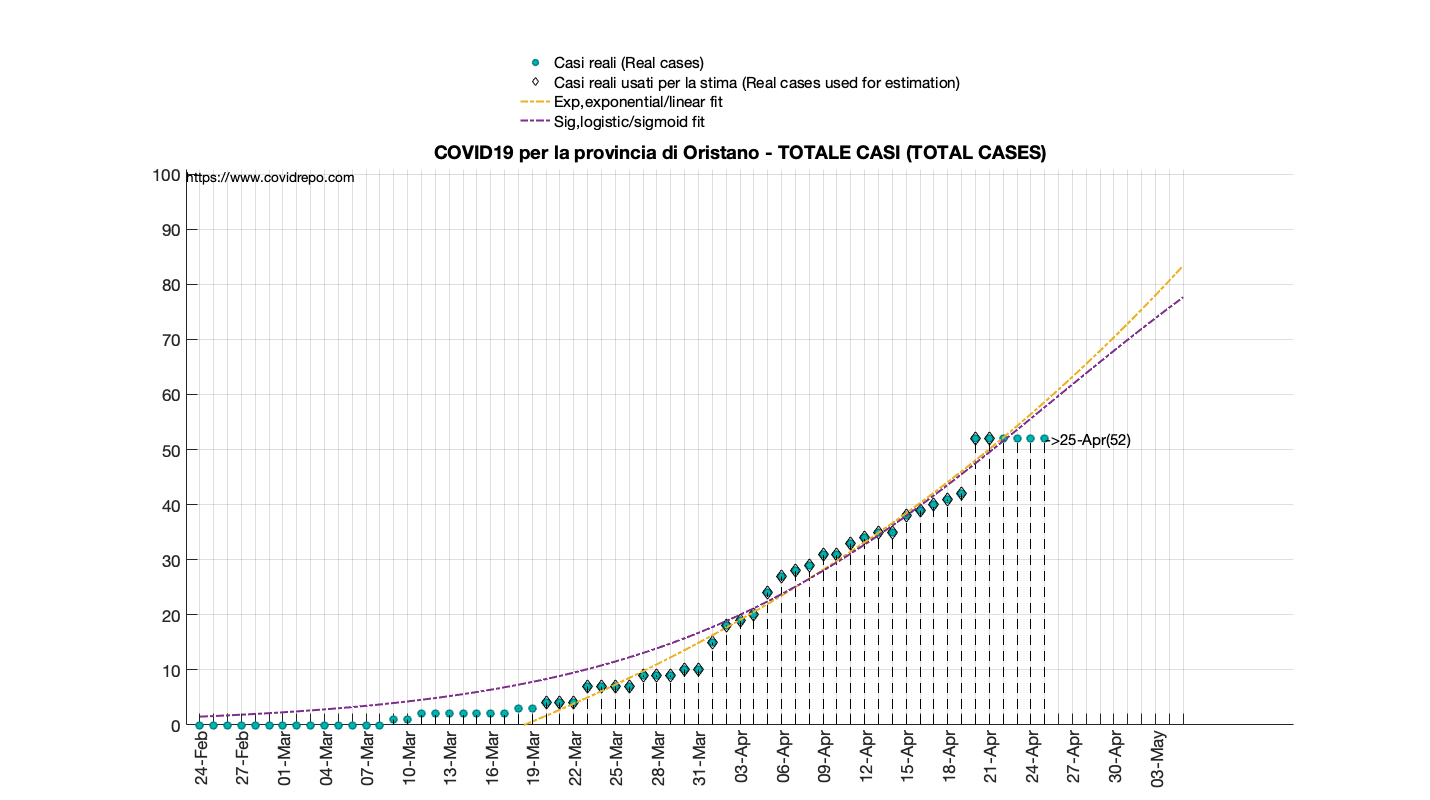 Casi reali (Real cases)
Casi reali usati per la stima (Real cases used for estimation)
Exp,exponential/linear fit
Sig,logistic/sigmoid fit
COVID19 per la provincia di Oristano - TOTALE CASI (TOTAL CASES)
https://www.covidrepo.com
100
90
80
70
60
50
40
30
20
10
0
->25-Apr(52)
24-Feb
27-Feb
01-Mar
04-Mar
07-Mar
10-Mar
13-Mar
16-Mar
19-Mar
22-Mar
25-Mar
28-Mar
31-Mar
03-Apr
06-Apr
09-Apr
12-Apr
15-Apr
18-Apr
21-Apr
24-Apr
27-Apr
30-Apr
03-May